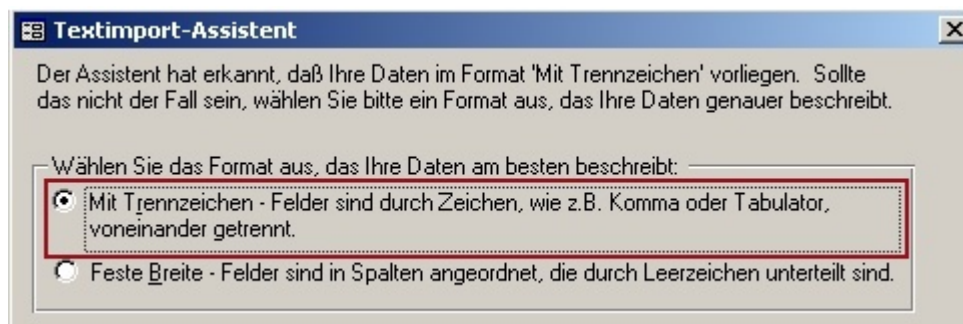 Textimport-Assistent
Der Assistent hat erkannt, daß Ihre Daten im Format 'Mit Trennzeichen' vorliegen. Sollte
das nicht der Fall sein, wählen Sie bitte ein Format aus, das Ihre Daten genauer beschreibt.
Wählen Sie das Format aus, das Ihre Daten am besten beschreibt:
Mit Trennzeichen - Felder sind durch Zeichen, wie z.B. Komma oder Tabulator,
voneinander getrennt.
Feste Breite - Felder sind in Spalten angeordnet, die durch Leerzeichen unterteilt sind.